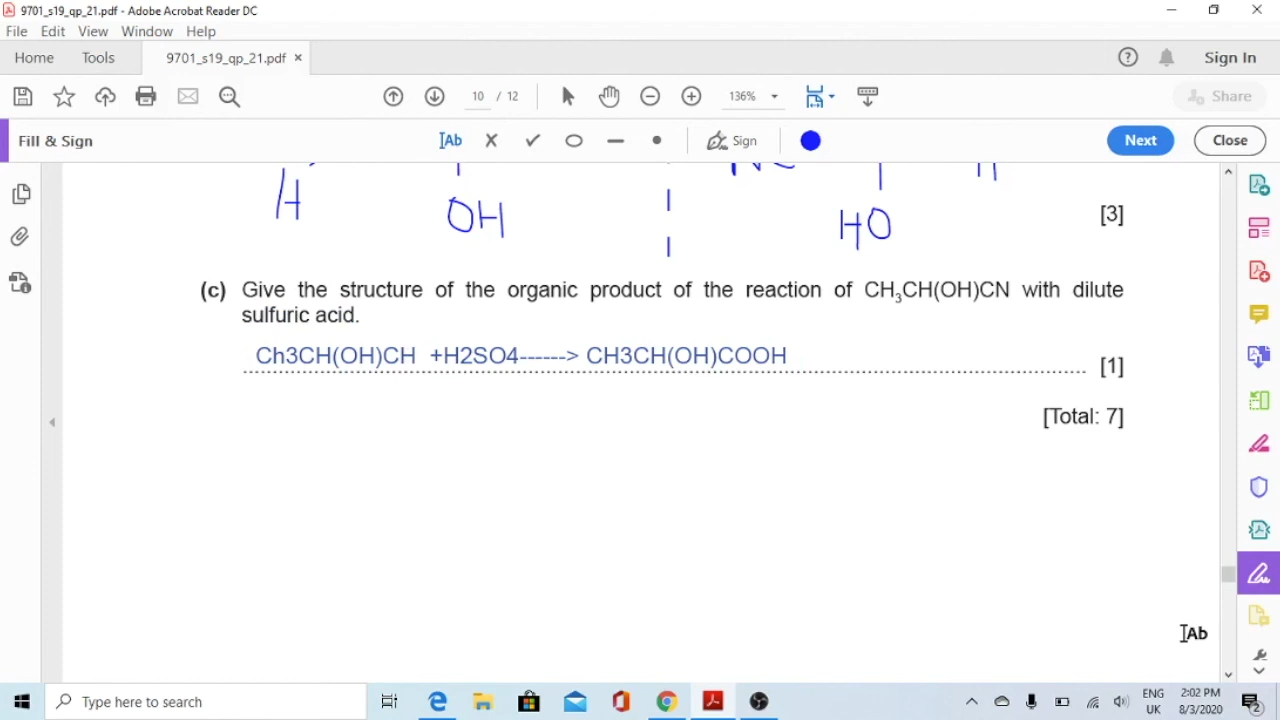 9701_s19_qp_21.pdf - Adobe Acrobat Reader DC
File Edit View Window Help
Home Tools 9701_s19_qp_21.pdf × Sign In
10 / 12 136% Share
Fill & Sign Ab Sign Next Close
H OH HO H
[3]
(c) Give the structure of the organic product of the reaction of CH₃CH(OH)CN with dilute
sulfuric acid.
Ch3CH(OH)CH +H2SO4------> CH3CH(OH)COOH
[1]
[Total: 7]
Ab
Type here to search
ENG 2:02 PM
UK 8/3/2020 2